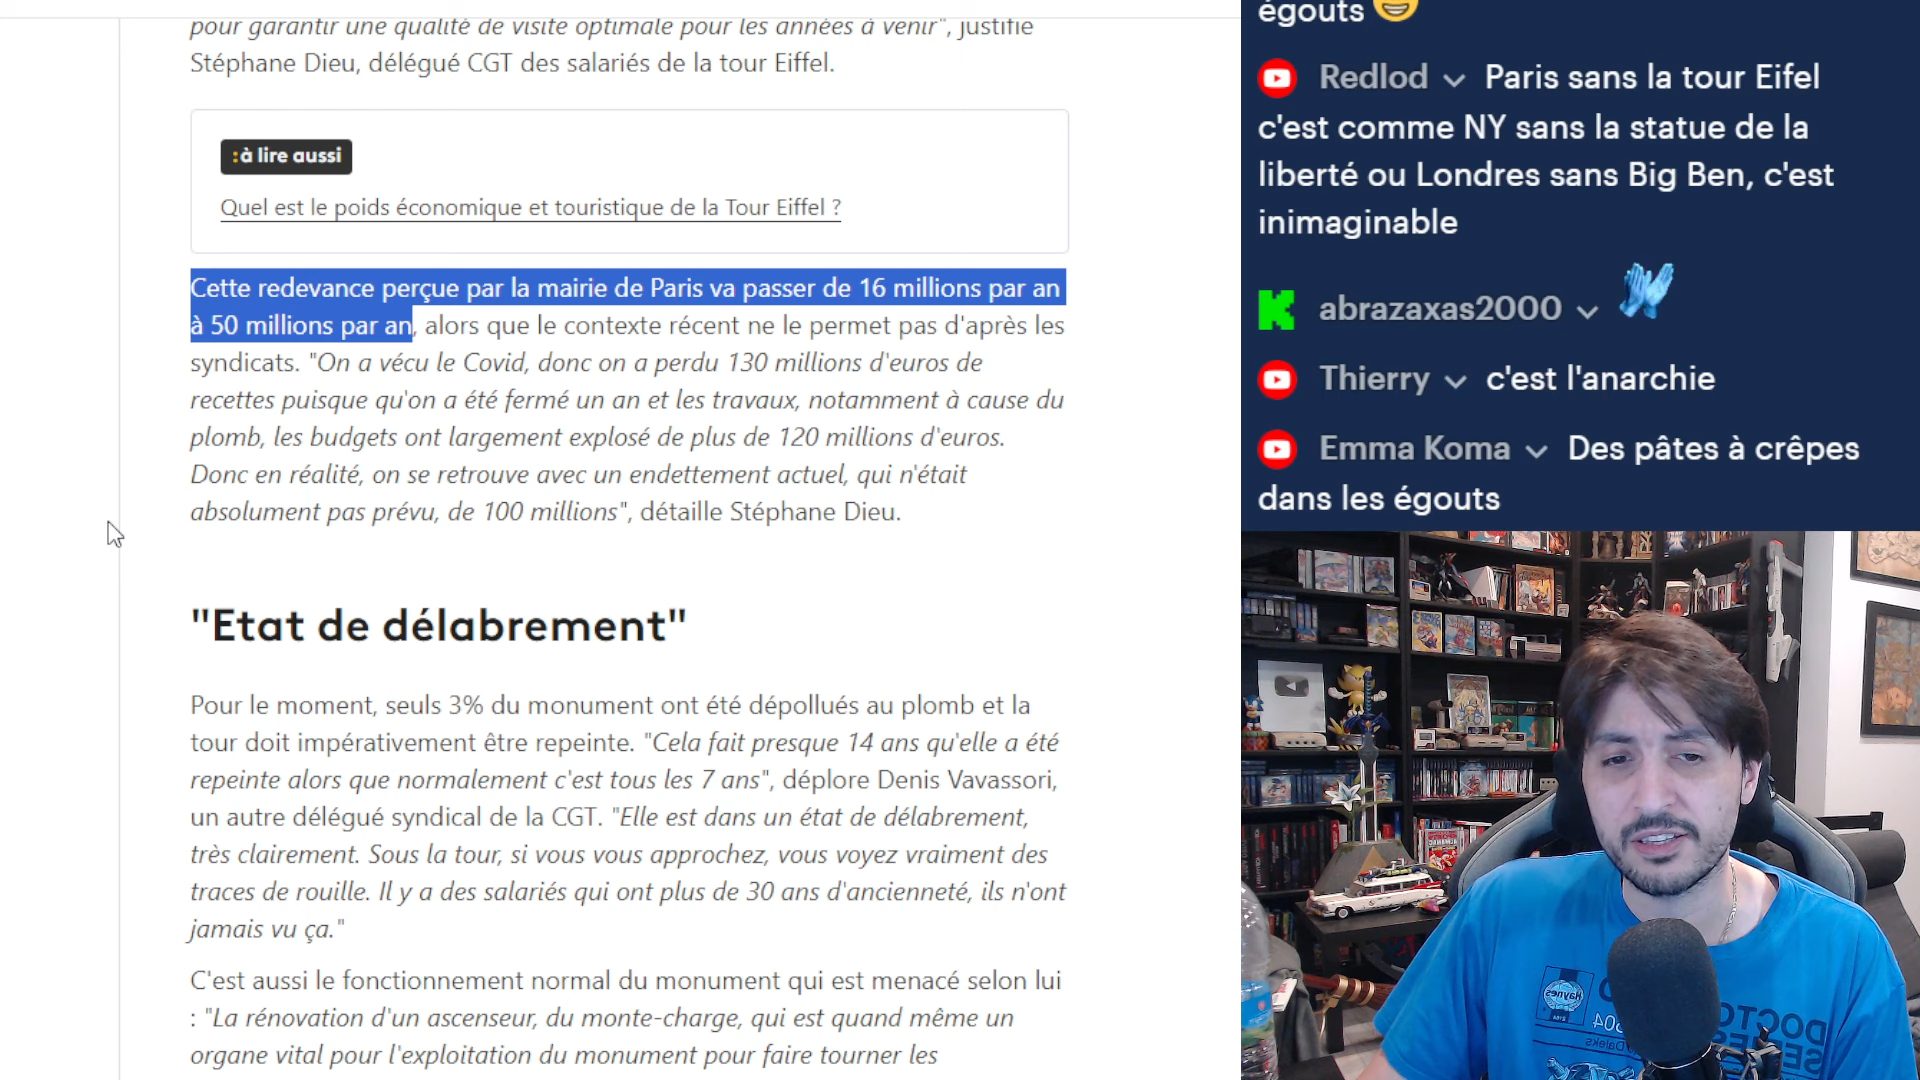 pour garantir une qualité de visite optimale pour les années à venir", justifie
Stéphane Dieu, délégué CGT des salariés de la tour Eiffel.
:à lire aussi
Quel est le poids économique et touristique de la Tour Eiffel ?
Cette redevance perçue par la mairie de Paris va passer de 16 millions par an
à 50 millions par an, alors que le contexte récent ne le permet pas d'après les
syndicats. "On a vécu le Covid, donc on a perdu 130 millions d'euros de
recettes puisque qu'on a été fermé un an et les travaux, notamment à cause du
plomb, les budgets ont largement explosé de plus de 120 millions d'euros.
Donc en réalité, on se retrouve avec un endettement actuel, qui n'était
absolument pas prévu, de 100 millions", détaille Stéphane Dieu.
"Etat de délabrement"
Pour le moment, seuls 3% du monument ont été dépollués au plomb et la
tour doit impérativement être repeinte. "Cela fait presque 14 ans qu'elle a été
repeinte alors que normalement c'est tous les 7 ans", déplore Denis Vavassori,
un autre délégué syndical de la CGT. "Elle est dans un état de délabrement,
très clairement. Sous la tour, si vous vous approchez, vous voyez vraiment des
traces de rouille. Il y a des salariés qui ont plus de 30 ans d'ancienneté, ils n'ont
jamais vu ça."
C'est aussi le fonctionnement normal du monument qui est menacé selon lui
: "La rénovation d'un ascenseur, du monte-charge, qui est quand même un
organe vital pour l'exploitation du monument pour faire tourner les
égouts
Redlod Paris sans la tour Eifel
c'est comme NY sans la statue de la
liberté ou Londres sans Big Ben, c'est
inimaginable
abrazaxas2000
Thierry c'est l'anarchie
Emma Koma Des pâtes à crêpes
dans les égouts
Haynes
DOCTO